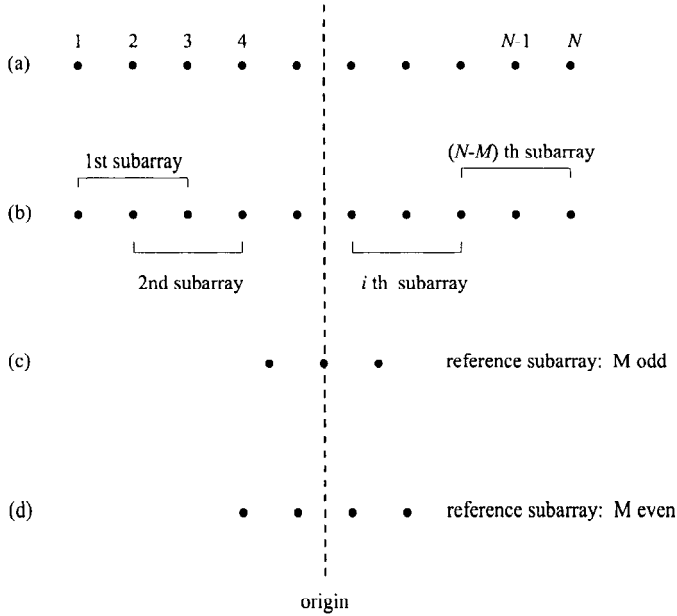 1 2 3 4 N-1 N
(a)
1st subarray (N-M) th subarray
(b)
2nd subarray i th subarray
(c) reference subarray: M odd
(d) reference subarray: M even
origin